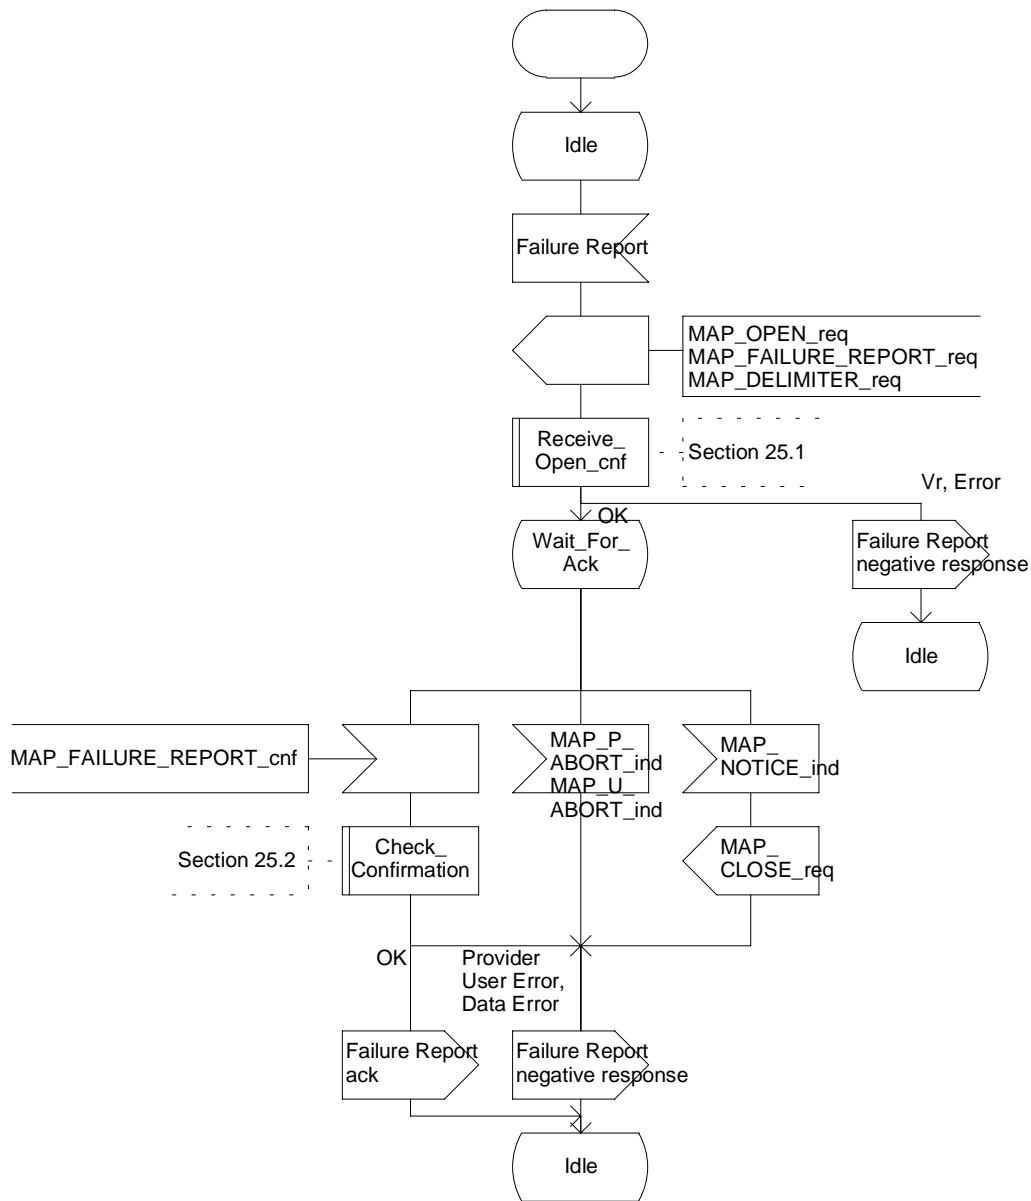 Idle
Failure Report
MAP_OPEN_req
MAP_FAILURE_REPORT_req
MAP_DELIMITER_req
Receive_
Open_cnf
Section 25.1
Vr, Error
OK
Wait_For_
Ack
Failure Report
negative response
Idle
MAP_FAILURE_REPORT_cnf
MAP_P_
ABORT_ind
MAP_U_
ABORT_ind
MAP_
NOTICE_ind
Section 25.2
Check_
Confirmation
MAP_
CLOSE_req
OK
Provider
User Error,
Data Error
Failure Report
ack
Failure Report
negative response
Idle